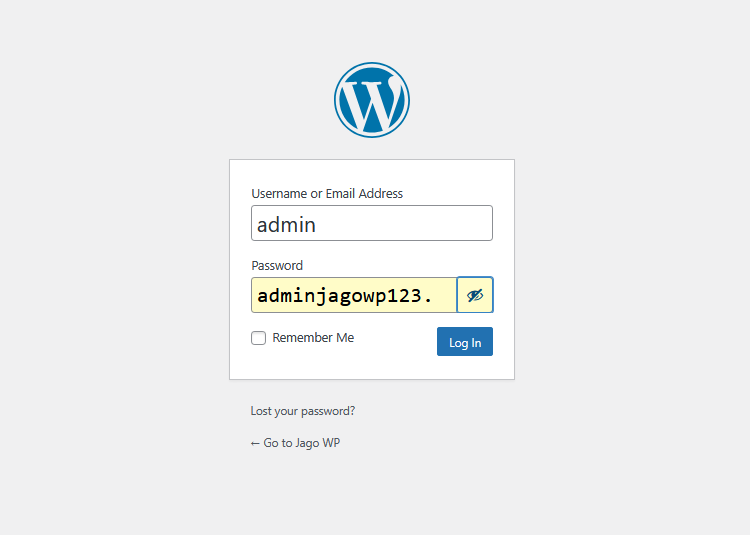 Username or Email Address
admin
Password
adminjagowp123.
Remember Me
Log In
Lost your password?
← Go to Jago WP